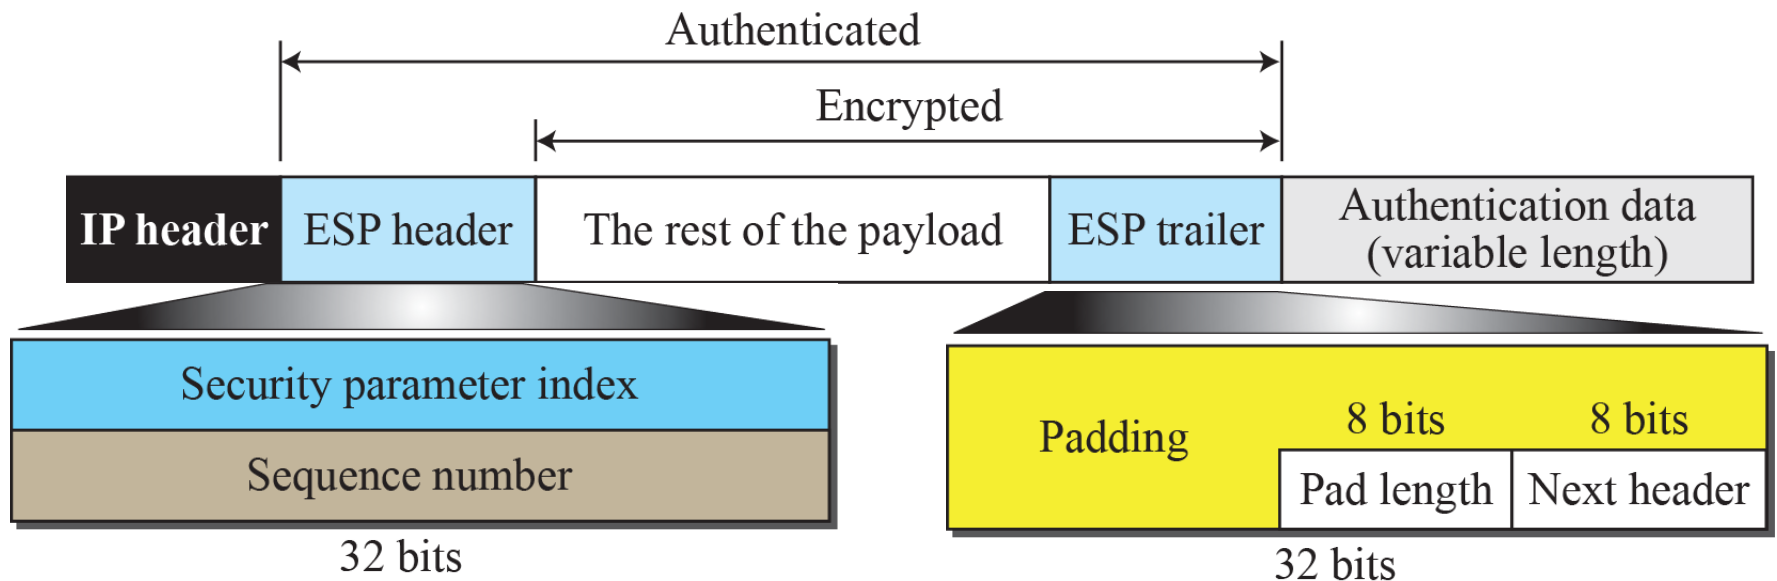 Authenticated
Encrypted
IP header
ESP header
The rest of the payload
ESP trailer
Authentication data
(variable length)
Security parameter index
Sequence number
32 bits
Padding
8 bits
8 bits
Pad length
Next header
32 bits